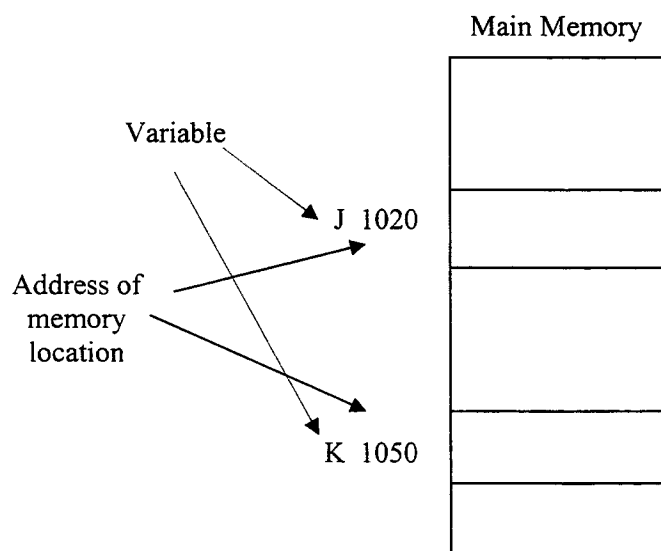 Main Memory
Variable
J 1020
Address of
memory
location
K 1050